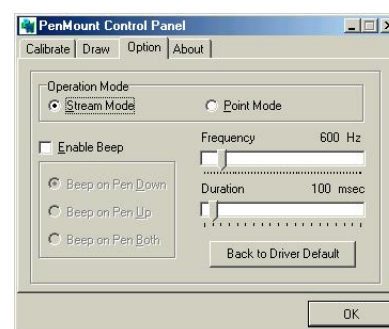 PenMount Control Panel
Calibrate Draw Option About
Operation Mode
Stream Mode Point Mode
Enable Beep
Frequency 600 Hz
Beep on Pen Down
Duration 100 msec
Beep on Pen Up
Beep on Pen Both
Back to Driver Default
OK